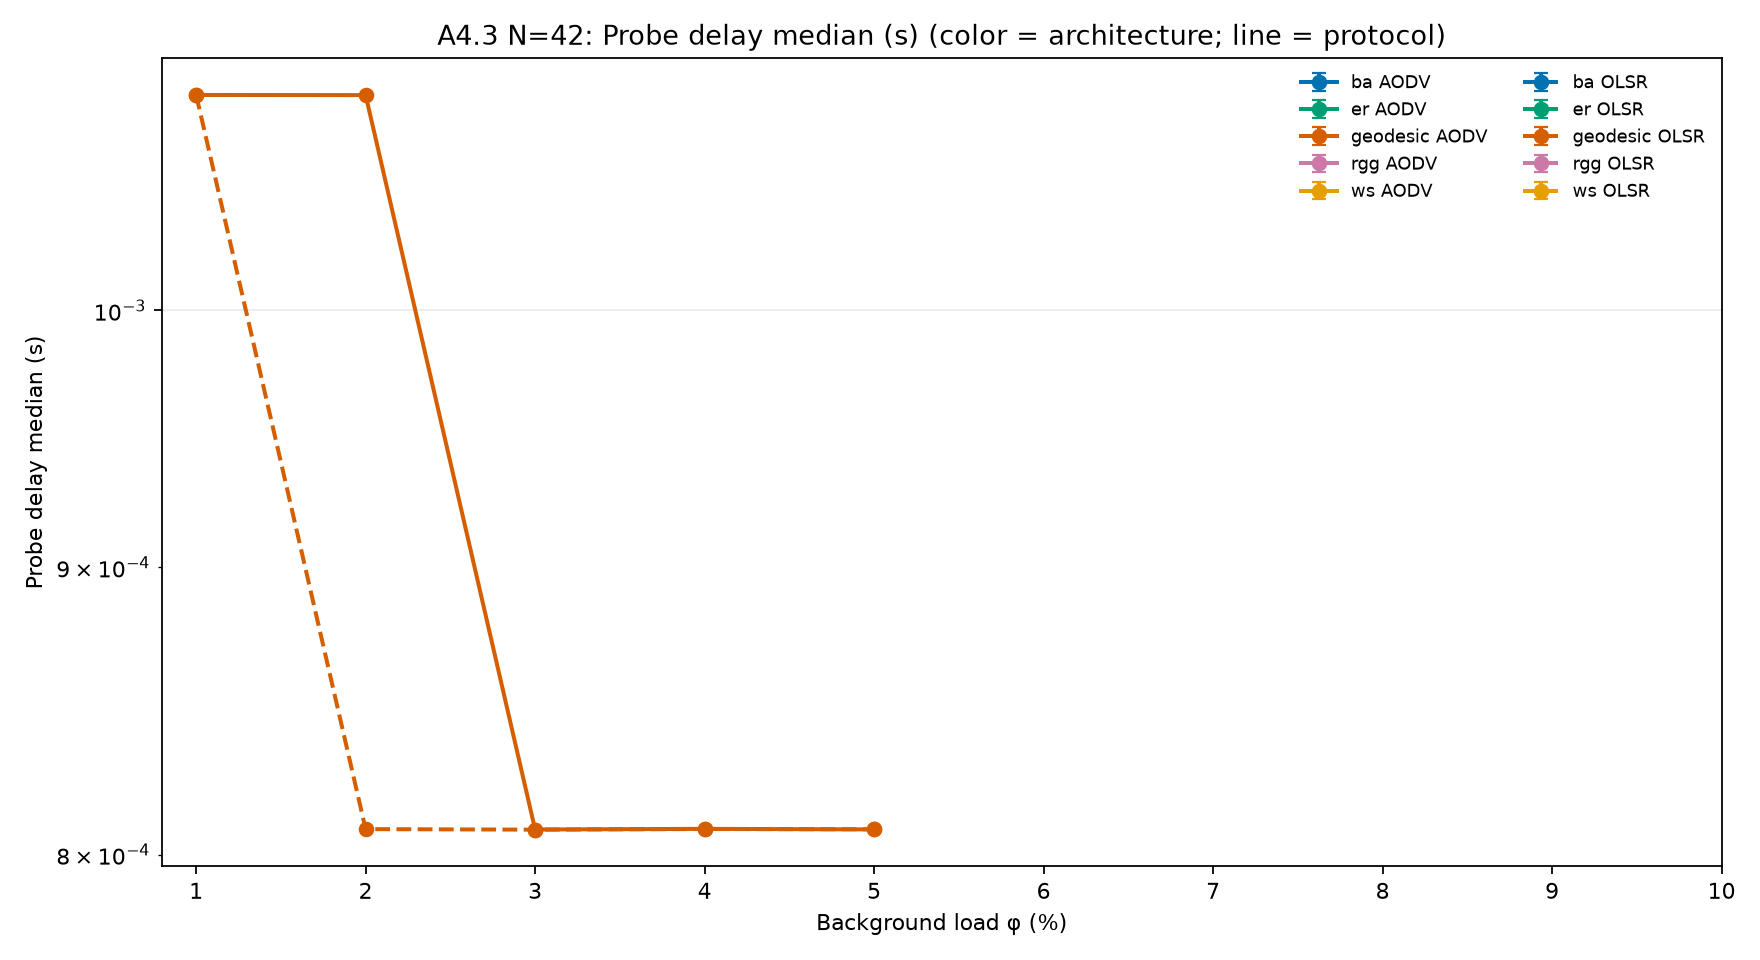 A4.3 N=42: Probe delay median (s) (color = architecture; line = protocol)
ba AODV
er AODV
geodesic AODV
rgg AODV
ws AODV
ba OLSR
er OLSR
geodesic OLSR
rgg OLSR
ws OLSR
Probe delay median (s)
10⁻³
9 × 10⁻⁴
8 × 10⁻⁴
1 2 3 4 5 6 7 8 9 10
Background load φ (%)